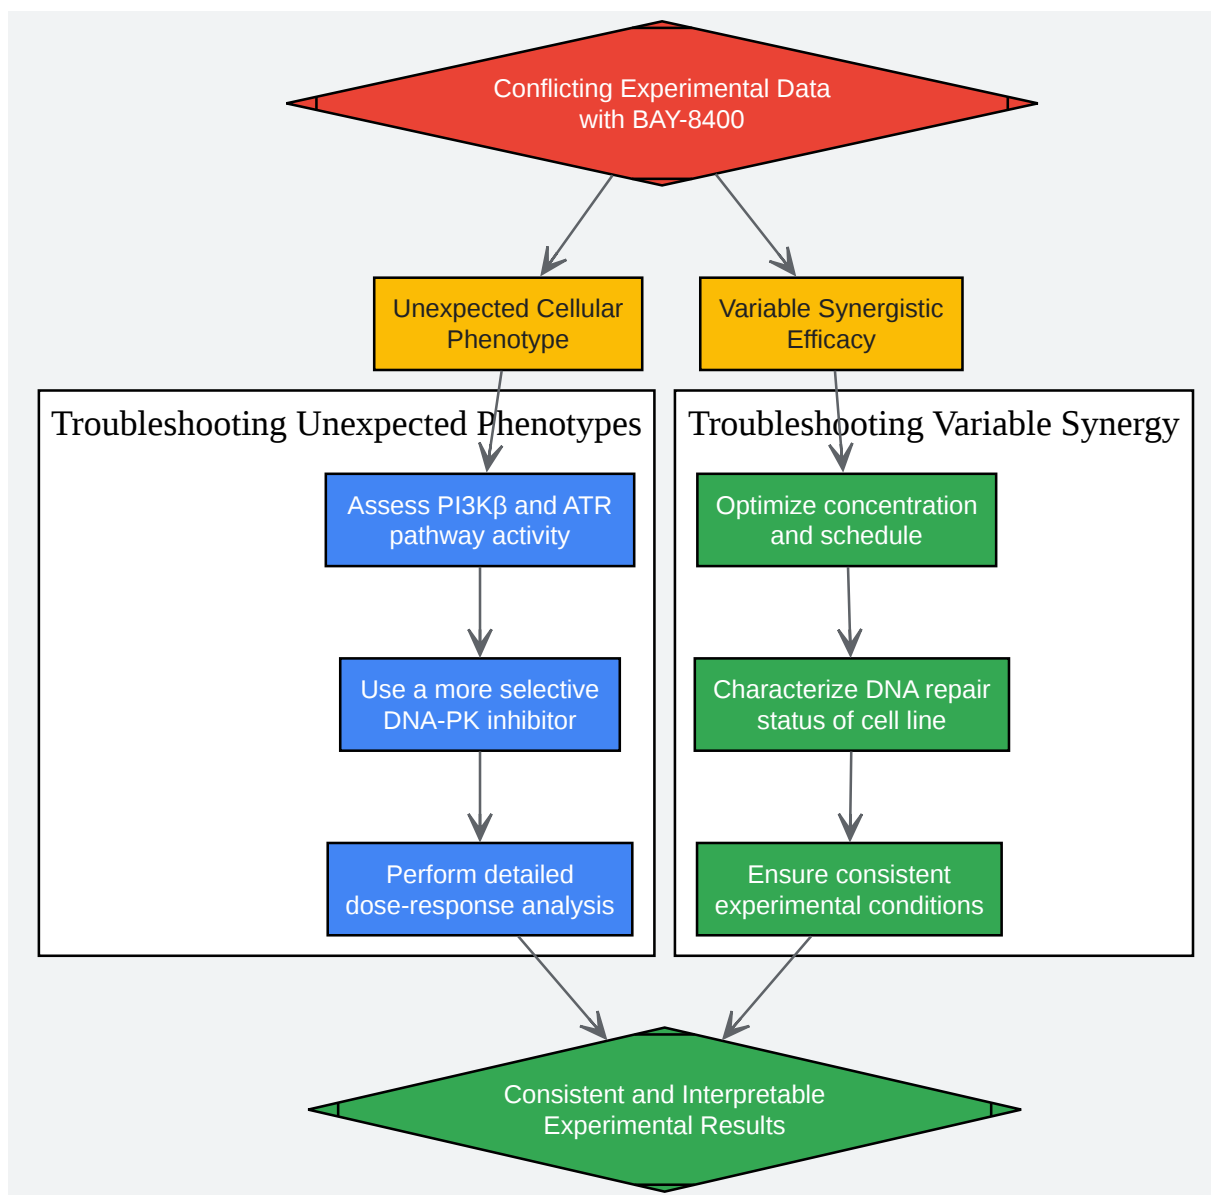 Conflicting Experimental Data
with BAY-8400
Unexpected Cellular
Phenotype
Variable Synergistic
Efficacy
Troubleshooting Unexpected Phenotypes
Assess PI3Kβ and ATR
pathway activity
Use a more selective
DNA-PK inhibitor
Perform detailed
dose-response analysis
Troubleshooting Variable Synergy
Optimize concentration
and schedule
Characterize DNA repair
status of cell line
Ensure consistent
experimental conditions
Consistent and Interpretable
Experimental Results